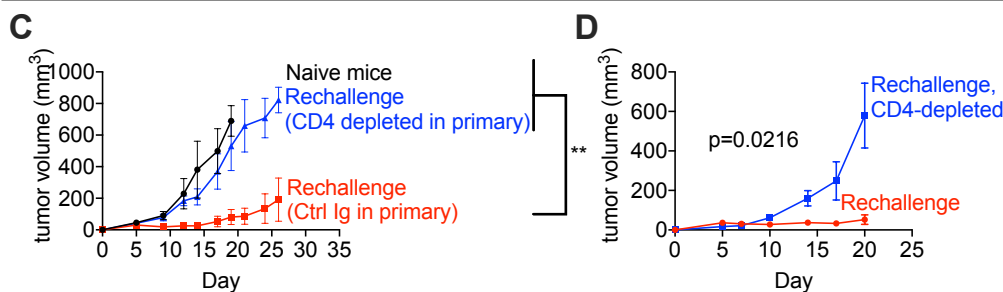 C
tumor volume (mm³)
1000
800
600
400
200
0
0
5
10
15
20
25
30
35
Day
Naive mice
Rechallenge
(CD4 depleted in primary)
Rechallenge
(Ctrl Ig in primary)
**
D
tumor volume (mm³)
800
600
400
200
0
0
5
10
15
20
25
Day
p=0.0216
Rechallenge,
CD4-depleted
Rechallenge